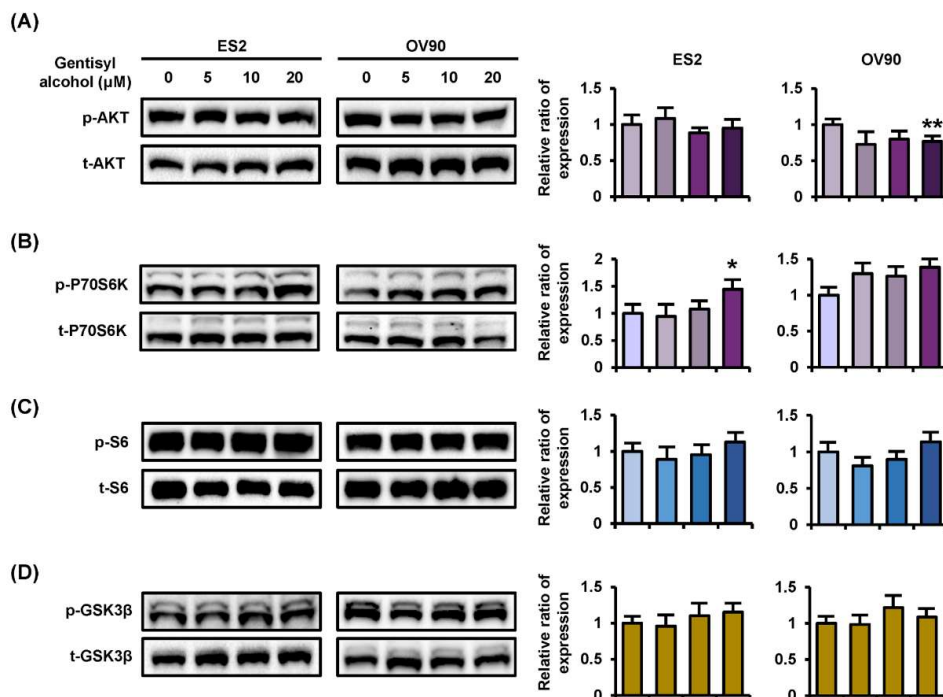 (A)
ES2 OV90
Gentisyl alcohol (µM) 0 5 10 20 0 5 10 20
p-AKT
t-AKT
ES2 OV90
Relative ratio of expression
1.5
1
0.5
0
1.5
1
0.5
0
**
(B)
p-P70S6K
t-P70S6K
Relative ratio of expression
2
1.5
1
0.5
0
*
1.5
1
0.5
0
(C)
p-S6
t-S6
Relative ratio of expression
1.5
1
0.5
0
1.5
1
0.5
0
(D)
p-GSK3β
t-GSK3β
Relative ratio of expression
1.5
1
0.5
0
1.5
1
0.5
0